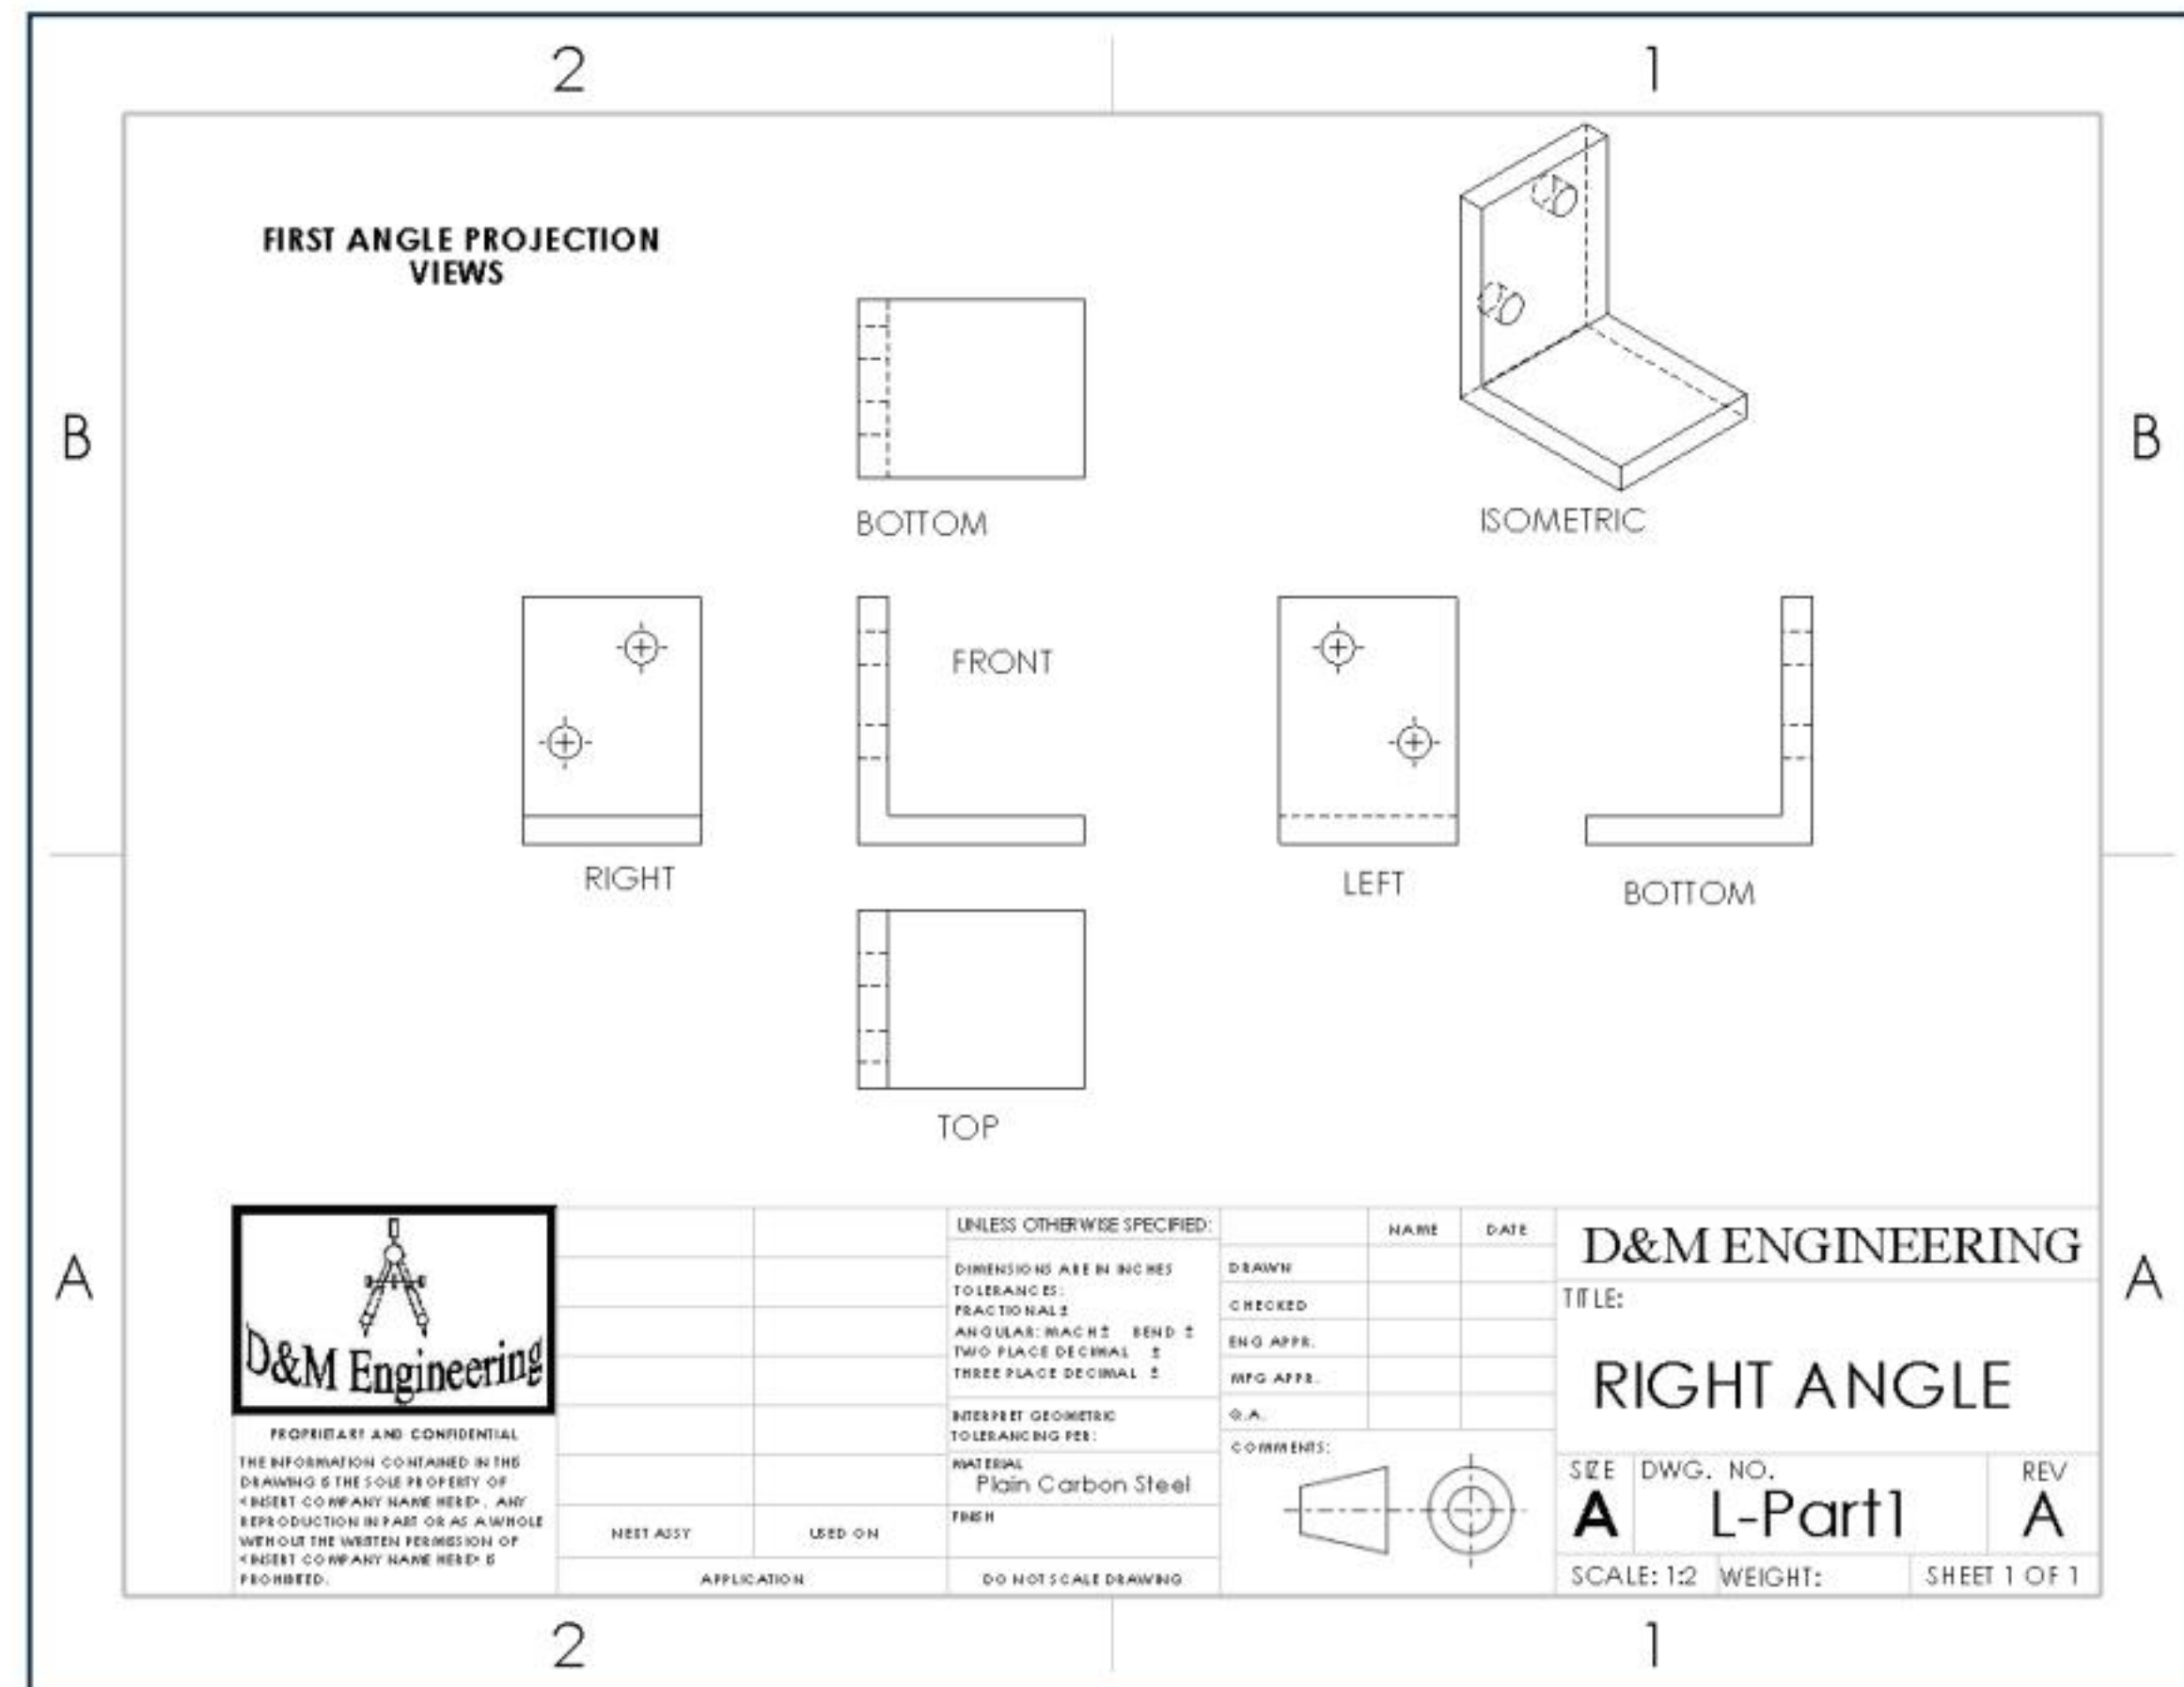 2 1
FIRST ANGLE PROJECTION
VIEWS
B B
BOTTOM
ISOMETRIC
FRONT
RIGHT
LEFT
BOTTOM
TOP
A A
D&M Engineering
PROPRIETARY AND CONFIDENTIAL
THE INFORMATION CONTAINED IN THIS
DRAWING IS THE SOLE PROPERTY OF
<INSERT COMPANY NAME HERE>. ANY
REPRODUCTION IN PART OR AS A WHOLE
WITHOUT THE WRITTEN PERMISSION OF
<INSERT COMPANY NAME HERE> IS
PROHIBITED.
NEXT ASSY USED ON
APPLICATION
UNLESS OTHERWISE SPECIFIED:
DIMENSIONS ARE IN INCHES
TOLERANCES:
FRACTIONAL±
ANGULAR: MACH± BEND ±
TWO PLACE DECIMAL ±
THREE PLACE DECIMAL ±
INTERPRET GEOMETRIC
TOLERANCING PER:
MATERIAL
Plain Carbon Steel
FINISH
DO NOT SCALE DRAWING
NAME DATE
DRAWN
CHECKED
ENG APPR.
MFG APPR.
Q.A.
COMMENTS:
D&M ENGINEERING
TITLE:
RIGHT ANGLE
SIZE DWG. NO. REV
A L-Part1 A
SCALE: 1:2 WEIGHT: SHEET 1 OF 1
2 1